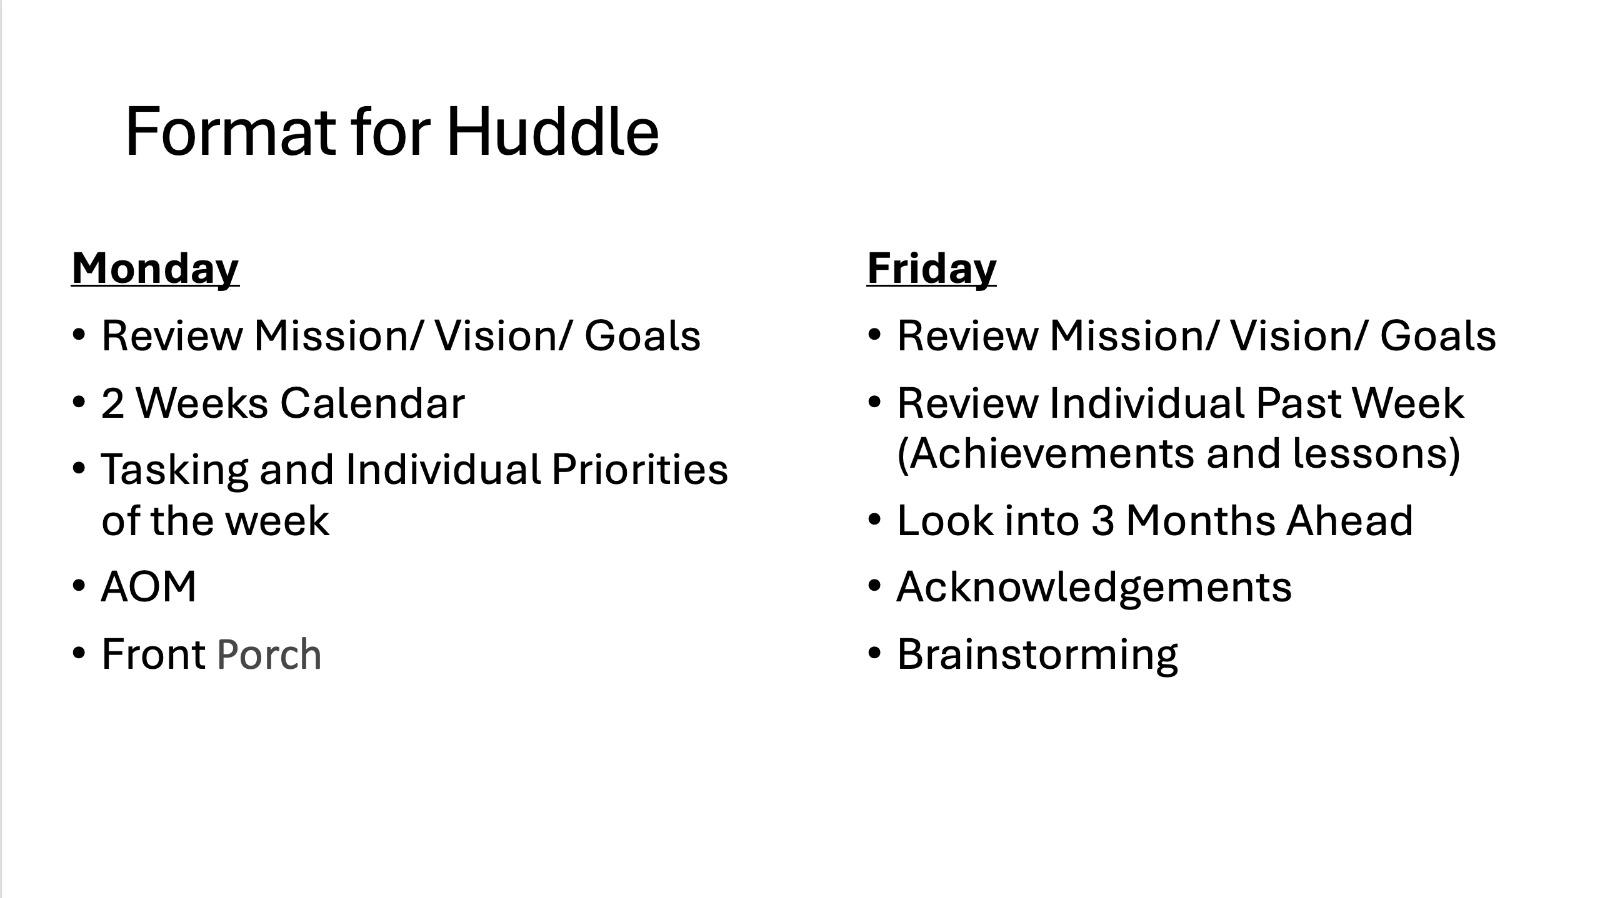 Format for Huddle
Monday
• Review Mission/ Vision/ Goals
• 2 Weeks Calendar
• Tasking and Individual Priorities
of the week
• AOM
• Front Porch
Friday
• Review Mission/ Vision/ Goals
• Review Individual Past Week
(Achievements and lessons)
• Look into 3 Months Ahead
• Acknowledgements
• Brainstorming